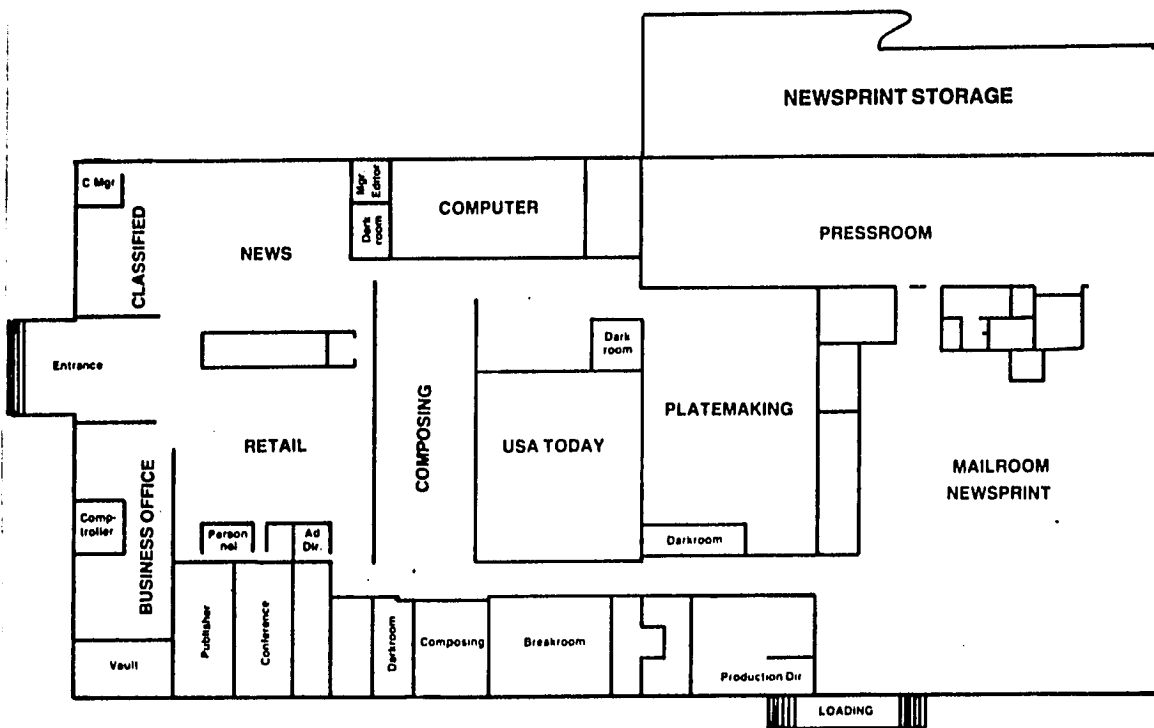 NEWSPRINT STORAGE
C Mgr
CLASSIFIED
NEWS
Mgr
Editor
Dark
room
COMPUTER
PRESSROOM
Entrance
RETAIL
COMPOSING
Dark
room
USA TODAY
PLATEMAKING
MAILROOM
NEWSPRINT
BUSINESS OFFICE
Comp-
troller
Person
nel
Ad
Dir.
Darkroom
Vault
Publisher
Conference
Darkroom
Composing
Breakroom
Production Dir
LOADING